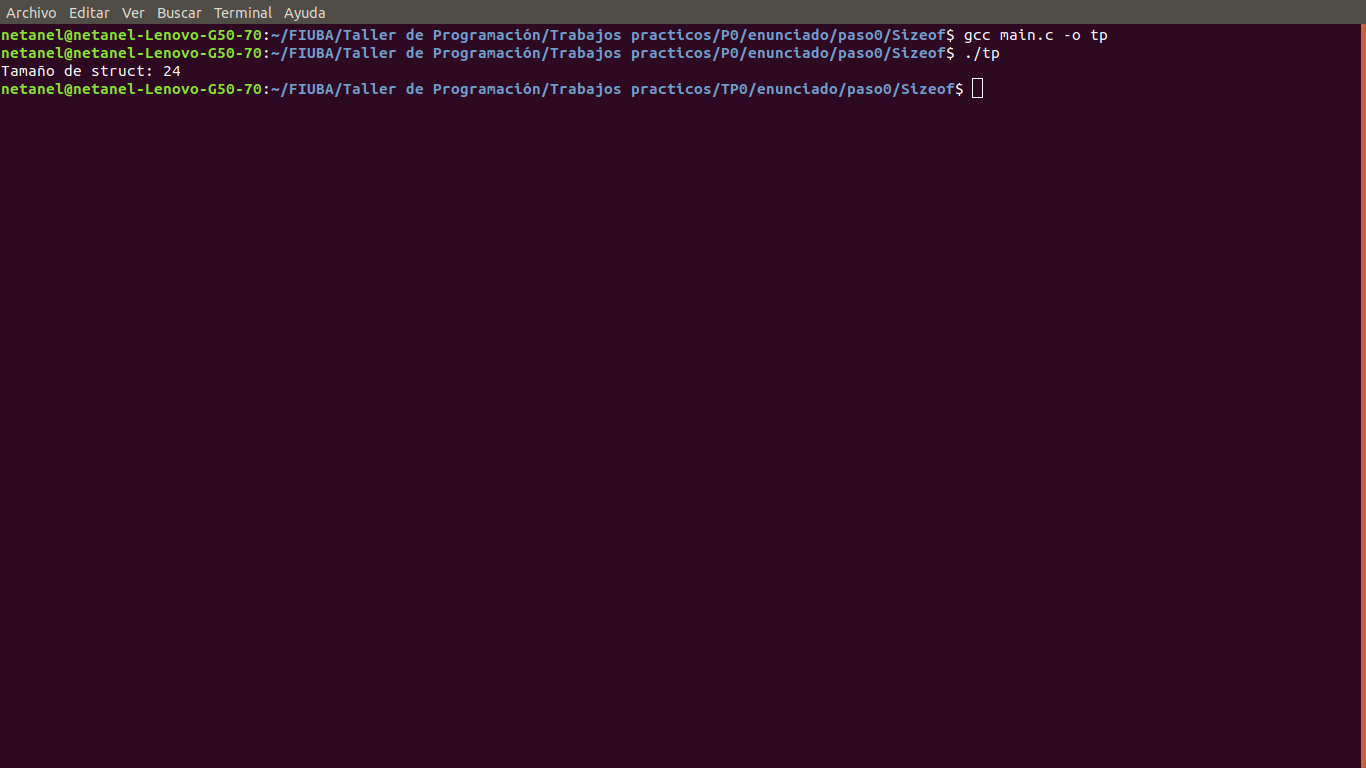 Archivo Editar Ver Buscar Terminal Ayuda
netanel@netanel-Lenovo-G50-70:~/FIUBA/Taller de Programación/Trabajos practicos/P0/enunciado/paso0/Sizeof$ gcc main.c -o tp
netanel@netanel-Lenovo-G50-70:~/FIUBA/Taller de Programación/Trabajos practicos/P0/enunciado/paso0/Sizeof$ ./tp
Tamaño de struct: 24
netanel@netanel-Lenovo-G50-70:~/FIUBA/Taller de Programación/Trabajos practicos/TP0/enunciado/paso0/Sizeof$